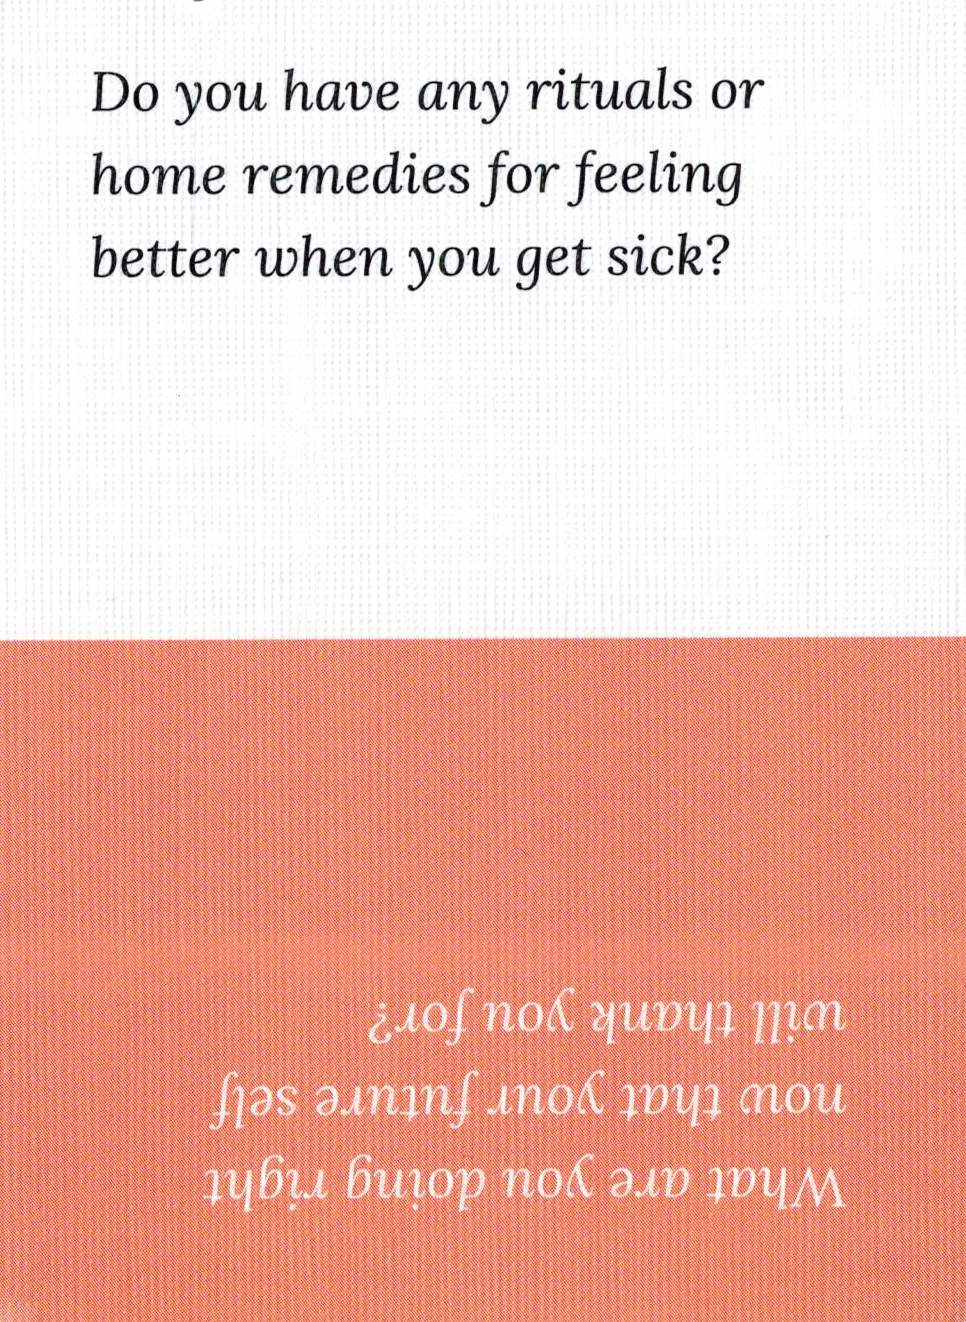 Do you have any rituals or
home remedies for feeling
better when you get sick?
What are you doing right
now that your future self
will thank you for?